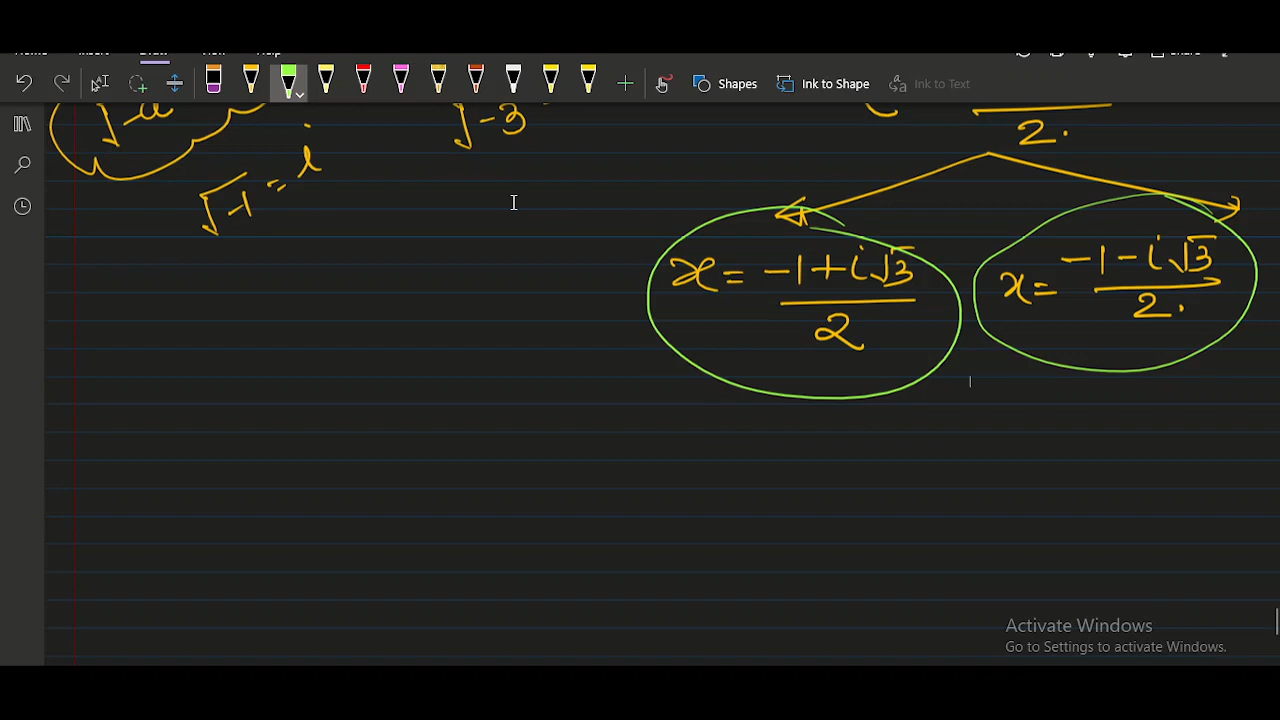 Shapes
Ink to Shape
Ink to Text
√-a
√-3
2.
√-1 = i
x = -1+i√3 / 2
x = -1-i√3 / 2.
Activate Windows
Go to Settings to activate Windows.